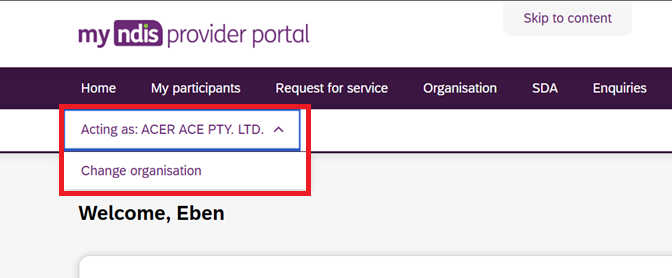 Skip to content
my ndis provider portal
Home My participants Request for service Organisation SDA Enquiries
Acting as: ACER ACE PTY. LTD.
Change organisation
Welcome, Eben